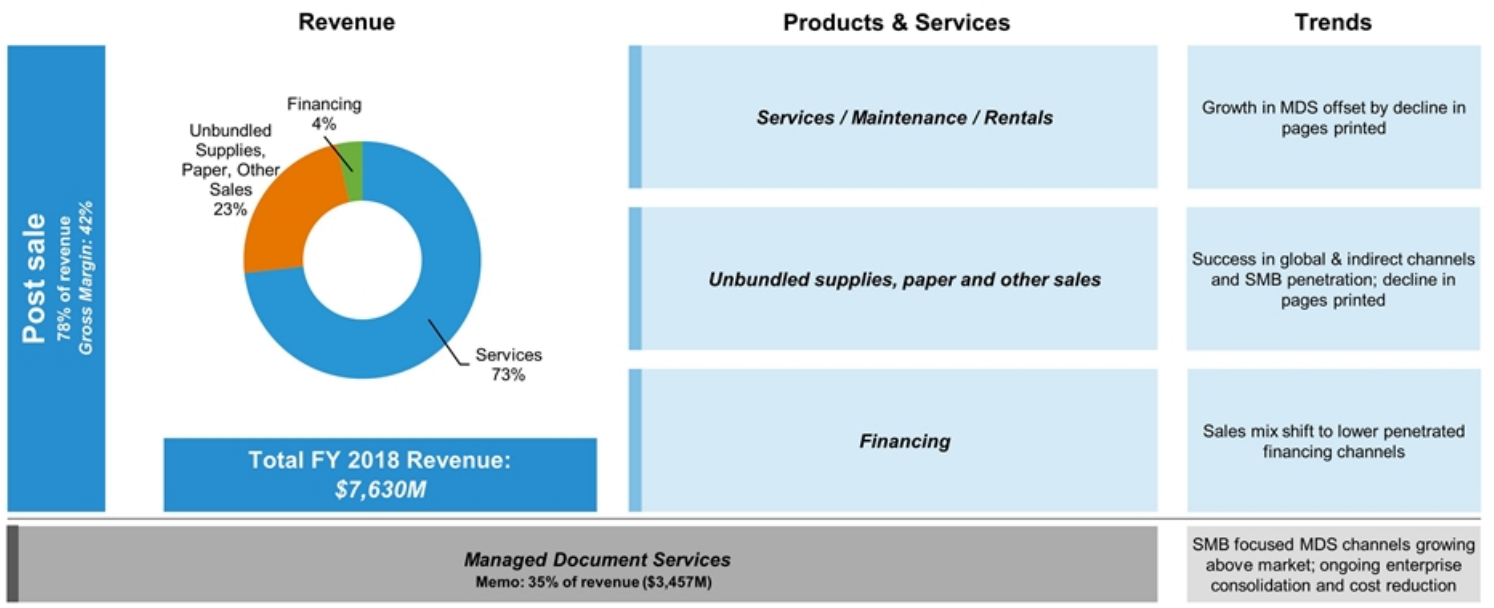 Revenue
Products & Services
Trends
Post sale
78% of revenue
Gross Margin: 42%
Financing
4%
Unbundled
Supplies,
Paper, Other
Sales
23%
Services
73%
Total FY 2018 Revenue:
$7,630M
Services / Maintenance / Rentals
Growth in MDS offset by decline in
pages printed
Unbundled supplies, paper and other sales
Success in global & indirect channels
and SMB penetration; decline in
pages printed
Financing
Sales mix shift to lower penetrated
financing channels
Managed Document Services
Memo: 35% of revenue ($3,457M)
SMB focused MDS channels growing
above market; ongoing enterprise
consolidation and cost reduction